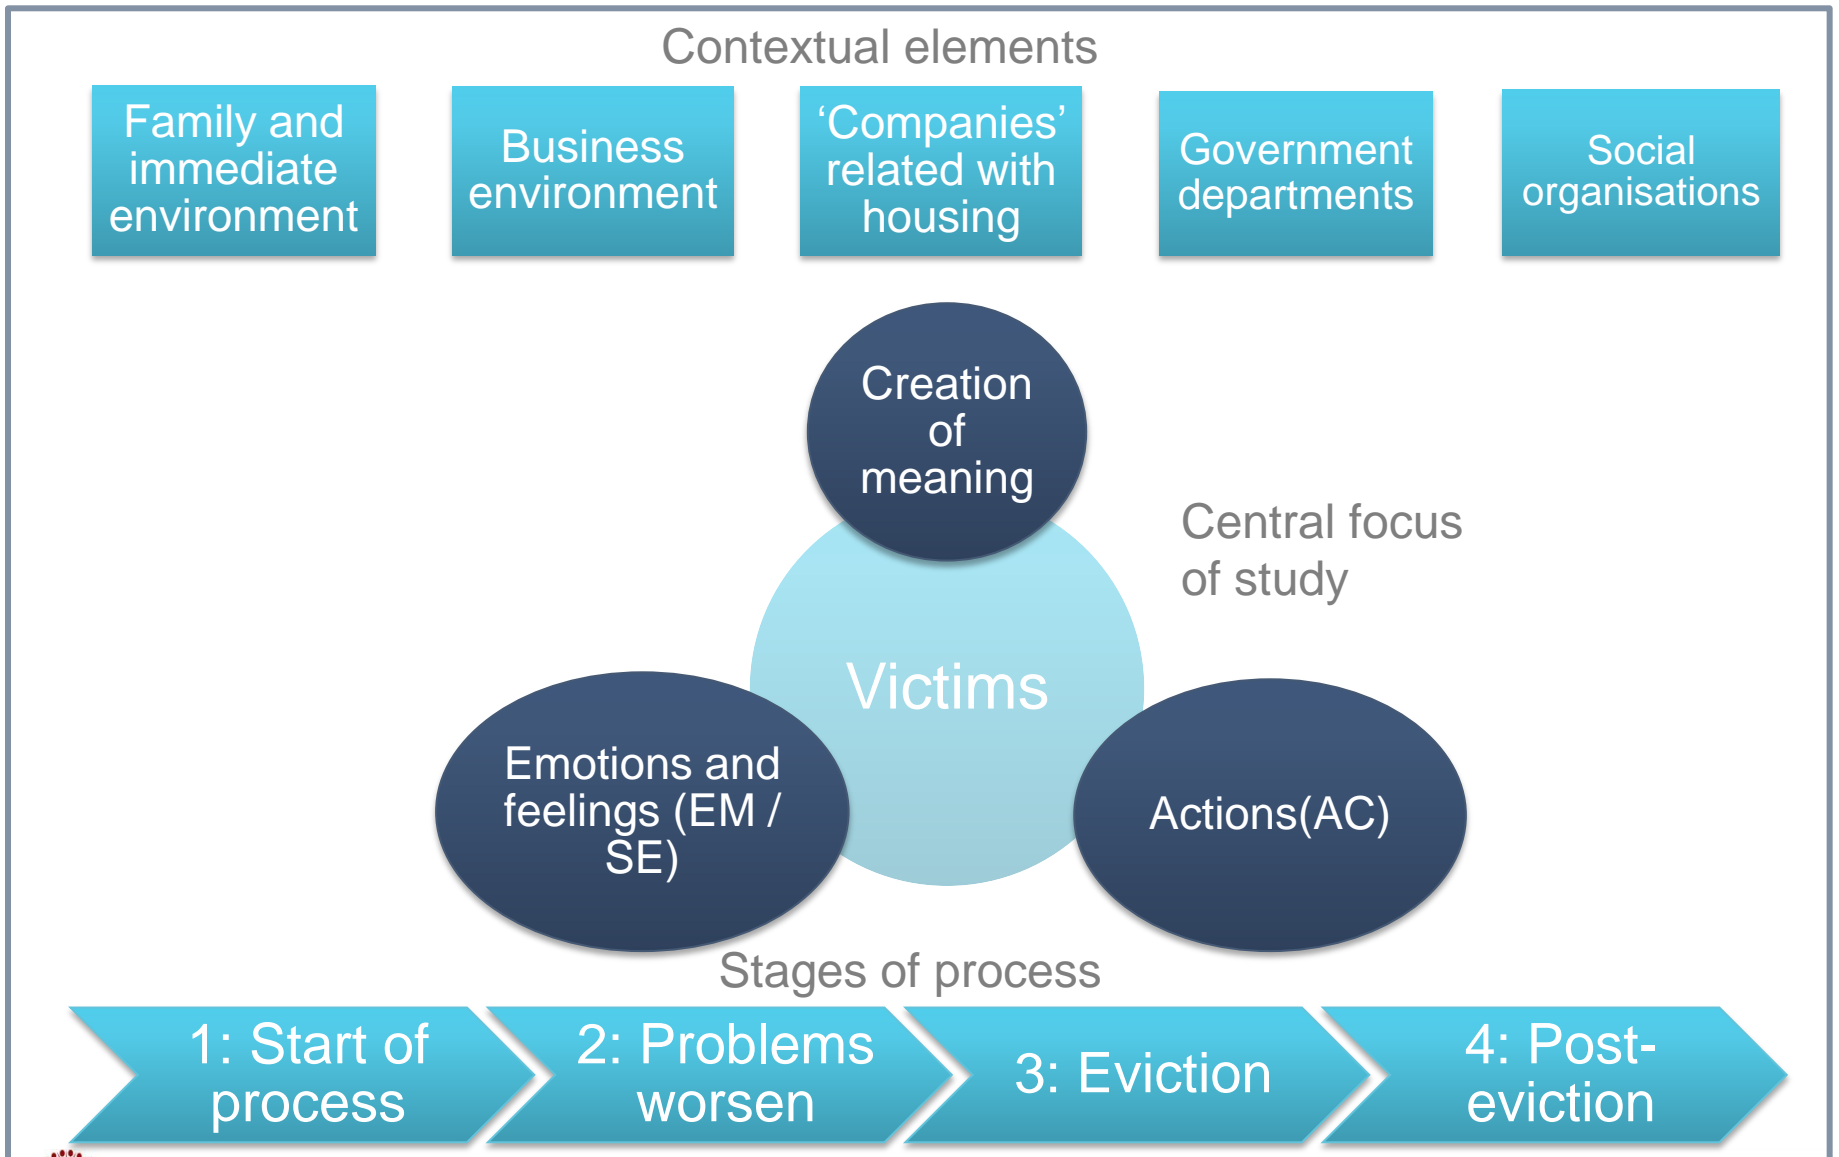 Contextual elements
Family and
immediate
environment
Business
environment
‘Companies’
related with
housing
Government
departments
Social
organisations
Creation
of
meaning
Central focus
of study
Victims
Emotions and
feelings (EM /
SE)
Actions(AC)
Stages of process
1: Start of
process
2: Problems
worsen
3: Eviction
4: Post-
eviction